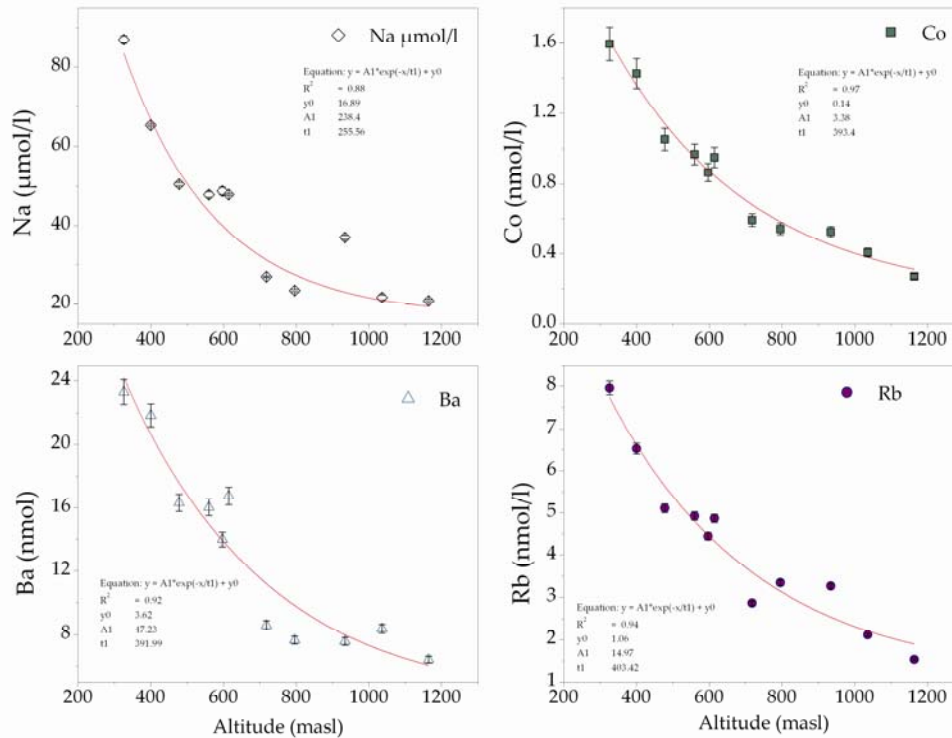 Na (µmol/l)
80
60
40
20
200
400
600
800
1000
1200
Na µmol/l
Equation: y = A1*exp(-x/t1) + y0
R² = 0.88
y0 16.89
A1 238.4
t1 255.56
Co (nmol/l)
1.6
1.2
0.8
0.4
0.0
200
400
600
800
1000
1200
Co
Equation: y = A1*exp(-x/t1) + y0
R² = 0.97
y0 0.14
A1 3.38
t1 393.4
Ba (nmol)
24
20
16
12
8
200
400
600
800
1000
1200
Altitude (masl)
Ba
Equation: y = A1*exp(-x/t1) + y0
R² = 0.92
y0 3.62
A1 47.23
t1 391.99
Rb (nmol/l)
8
7
6
5
4
3
2
1
200
400
600
800
1000
1200
Altitude (masl)
Rb
Equation: y = A1*exp(-x/t1) + y0
R² = 0.94
y0 1.06
A1 14.97
t1 403.42